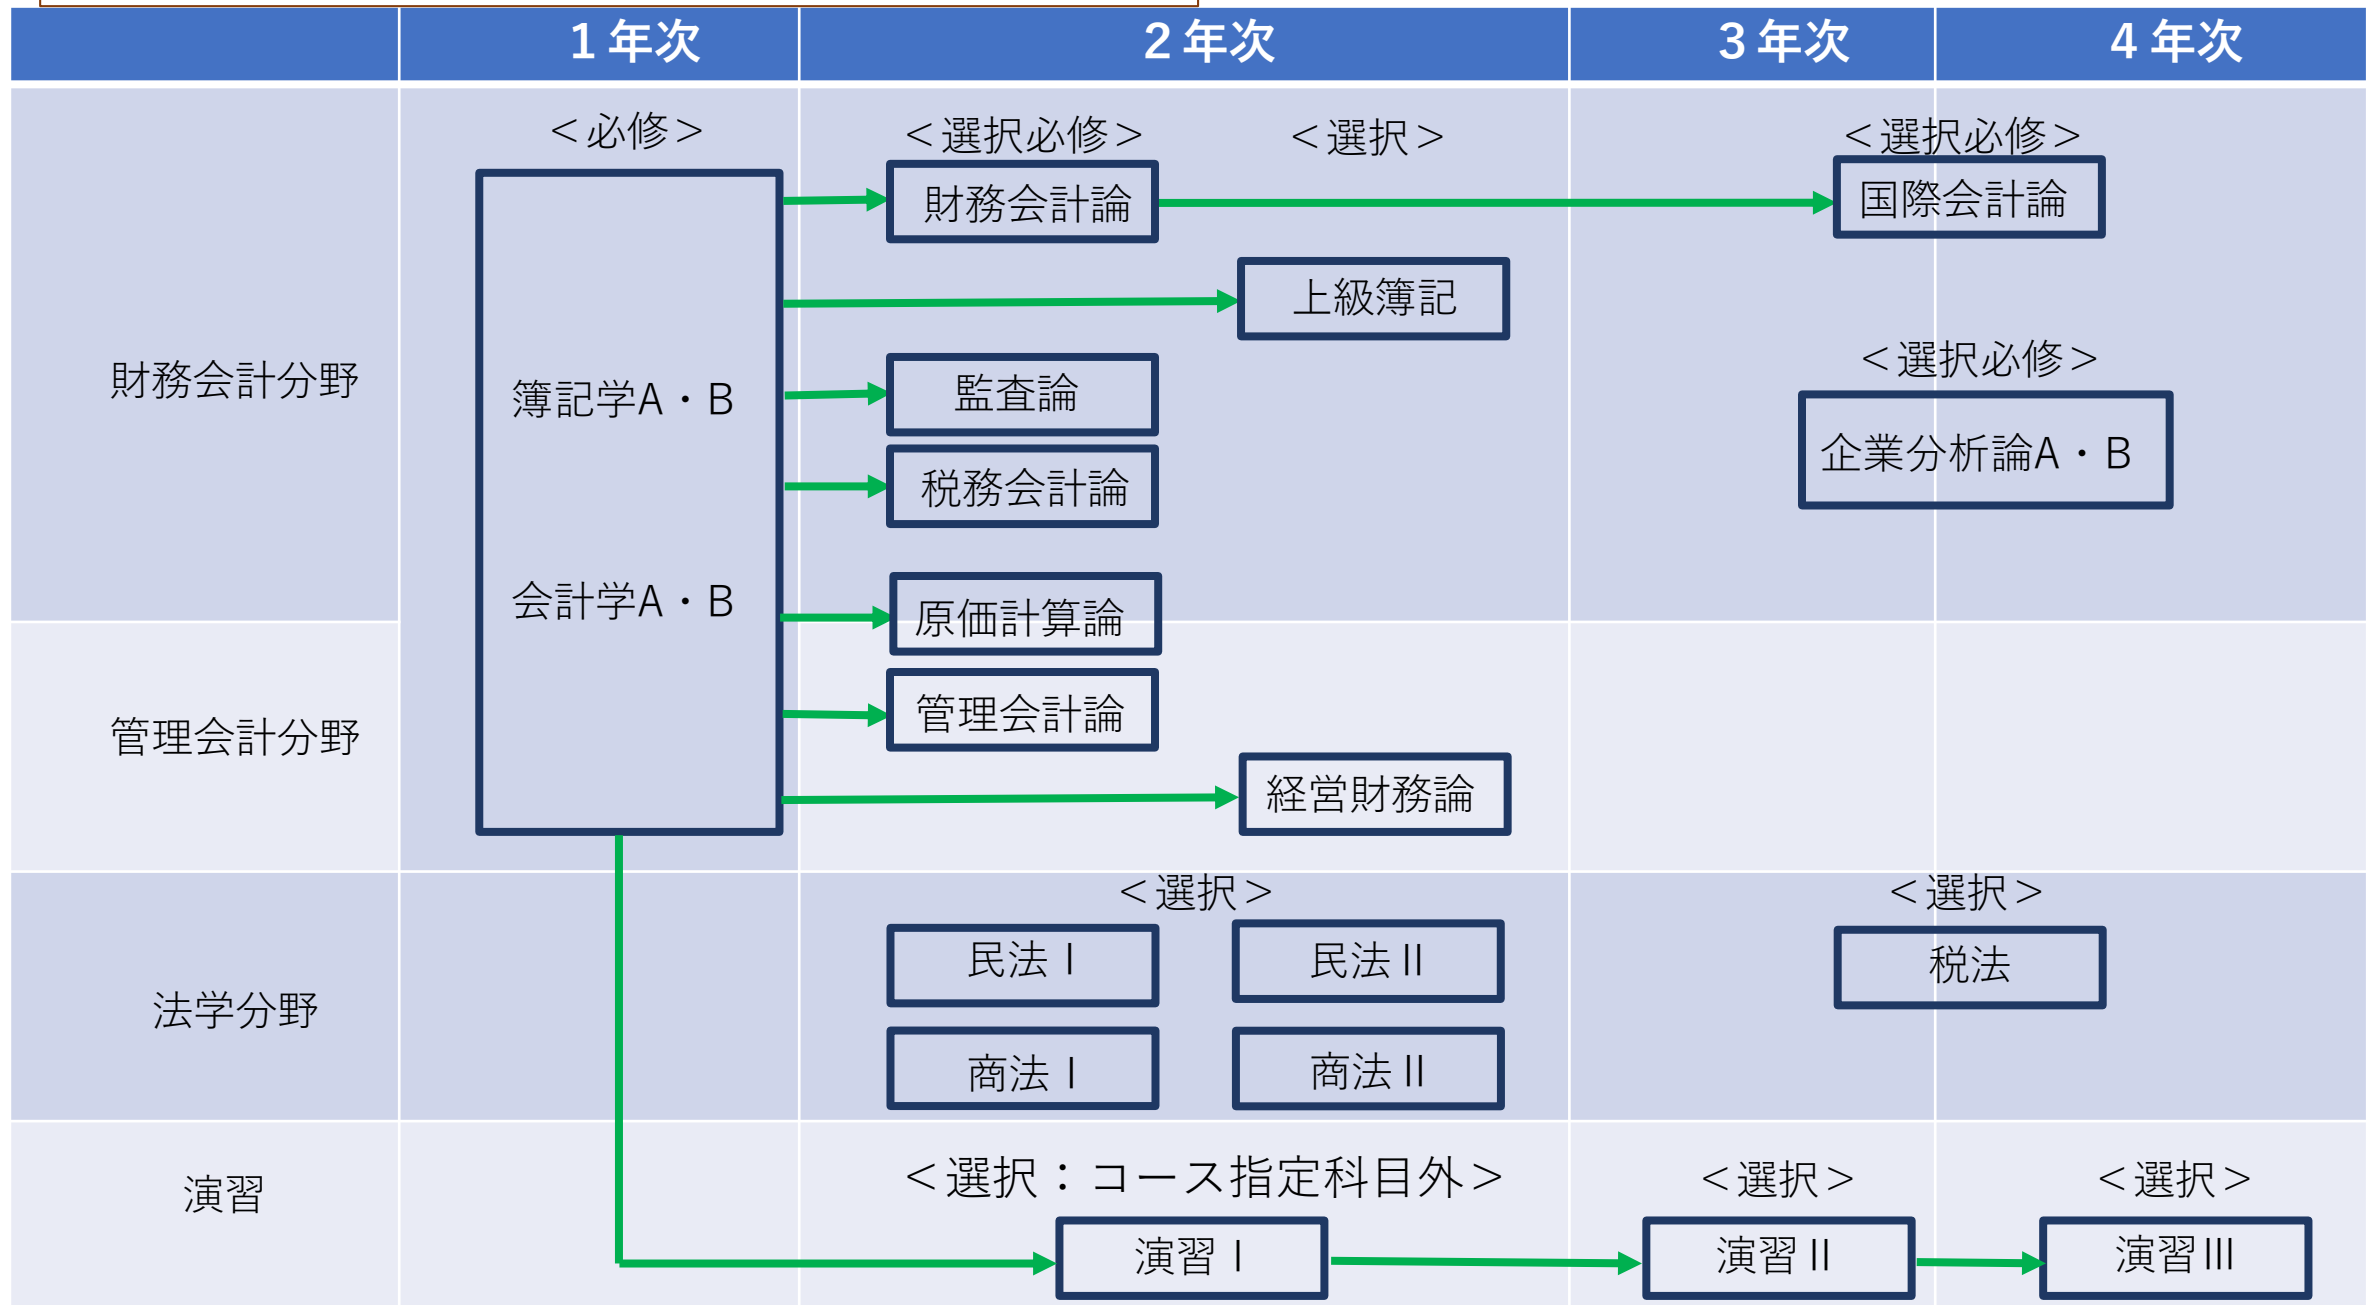 1年次
2年次
3年次
4年次
財務会計分野
管理会計分野
法学分野
演習
＜必修＞
簿記学A・B
会計学A・B
＜選択必修＞
＜選択＞
財務会計論
上級簿記
監査論
税務会計論
原価計算論
管理会計論
経営財務論
＜選択必修＞
国際会計論
＜選択必修＞
企業分析論A・B
＜選択＞
民法Ⅰ
民法Ⅱ
商法Ⅰ
商法Ⅱ
＜選択＞
税法
＜選択：コース指定科目外＞
演習Ⅰ
＜選択＞
演習Ⅱ
＜選択＞
演習Ⅲ